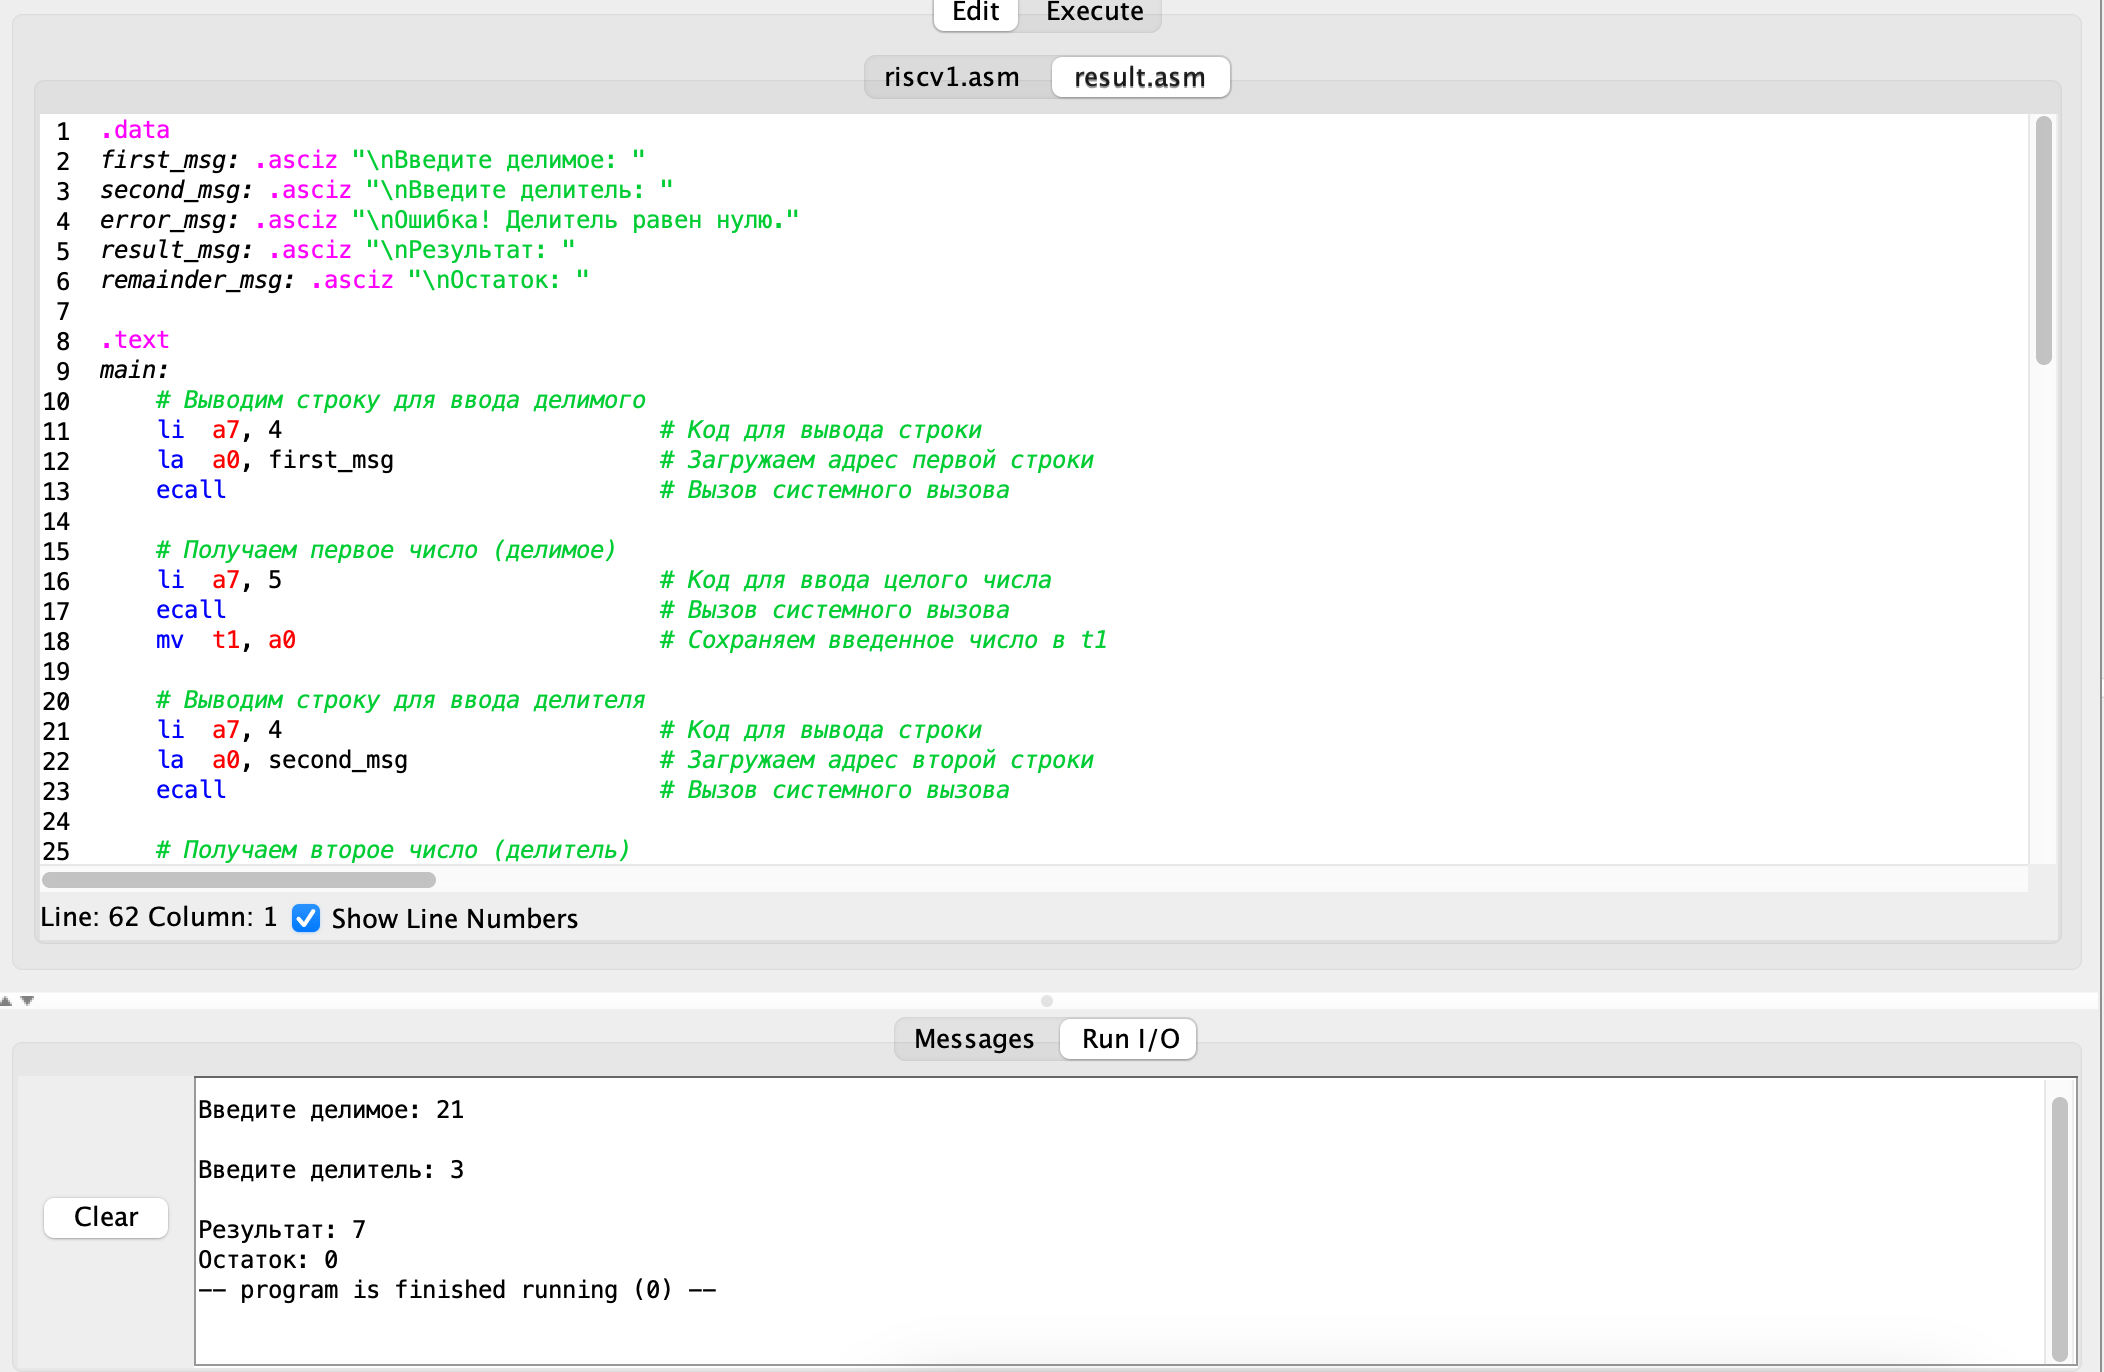 Edit Execute
riscv1.asm result.asm
1 .data
2 first_msg: .asciz "\nВведите делимое: "
3 second_msg: .asciz "\nВведите делитель: "
4 error_msg: .asciz "\nОшибка! Делитель равен нулю."
5 result_msg: .asciz "\nРезультат: "
6 remainder_msg: .asciz "\nОстаток: "
7
8 .text
9 main:
10 # Выводим строку для ввода делимого
11 li a7, 4 # Код для вывода строки
12 la a0, first_msg # Загружаем адрес первой строки
13 ecall # Вызов системного вызова
14
15 # Получаем первое число (делимое)
16 li a7, 5 # Код для ввода целого числа
17 ecall # Вызов системного вызова
18 mv t1, a0 # Сохраняем введенное число в t1
19
20 # Выводим строку для ввода делителя
21 li a7, 4 # Код для вывода строки
22 la a0, second_msg # Загружаем адрес второй строки
23 ecall # Вызов системного вызова
24
25 # Получаем второе число (делитель)
Line: 62 Column: 1 Show Line Numbers
Messages Run I/O
Clear
Введите делимое: 21
Введите делитель: 3
Результат: 7
Остаток: 0
-- program is finished running (0) --